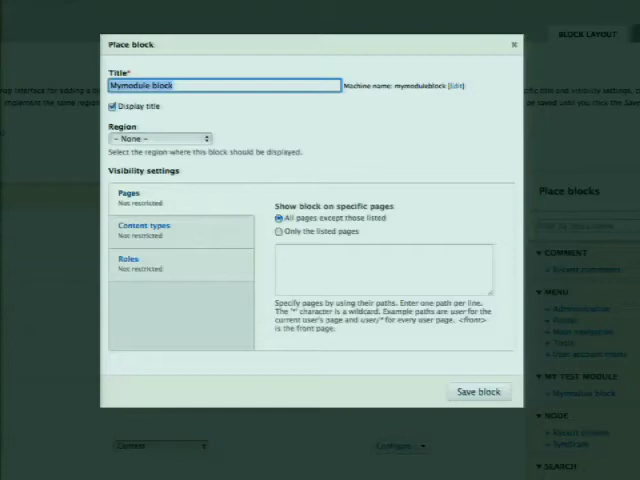 BLOCK LAYOUT
Place block
Title*
Mymodule block
Machine name: mymoduleblock [Edit]
Display title
Region
- None -
Select the region where this block should be displayed.
Visibility settings
Pages
Not restricted
Content types
Not restricted
Roles
Not restricted
Show block on specific pages
All pages except those listed
Only the listed pages
Specify pages by using their paths. Enter one path per line.
The '*' character is a wildcard. Example paths are user for the
current user's page and user/* for every user page. <front>
is the front page.
Save block
Place blocks
COMMENT
Recent comments
MENU
Administration
Footer
Main navigation
Tools
User account menu
MY TEST MODULE
Mymodule block
NODE
Recent content
Syndicate
SEARCH
Content
Configure